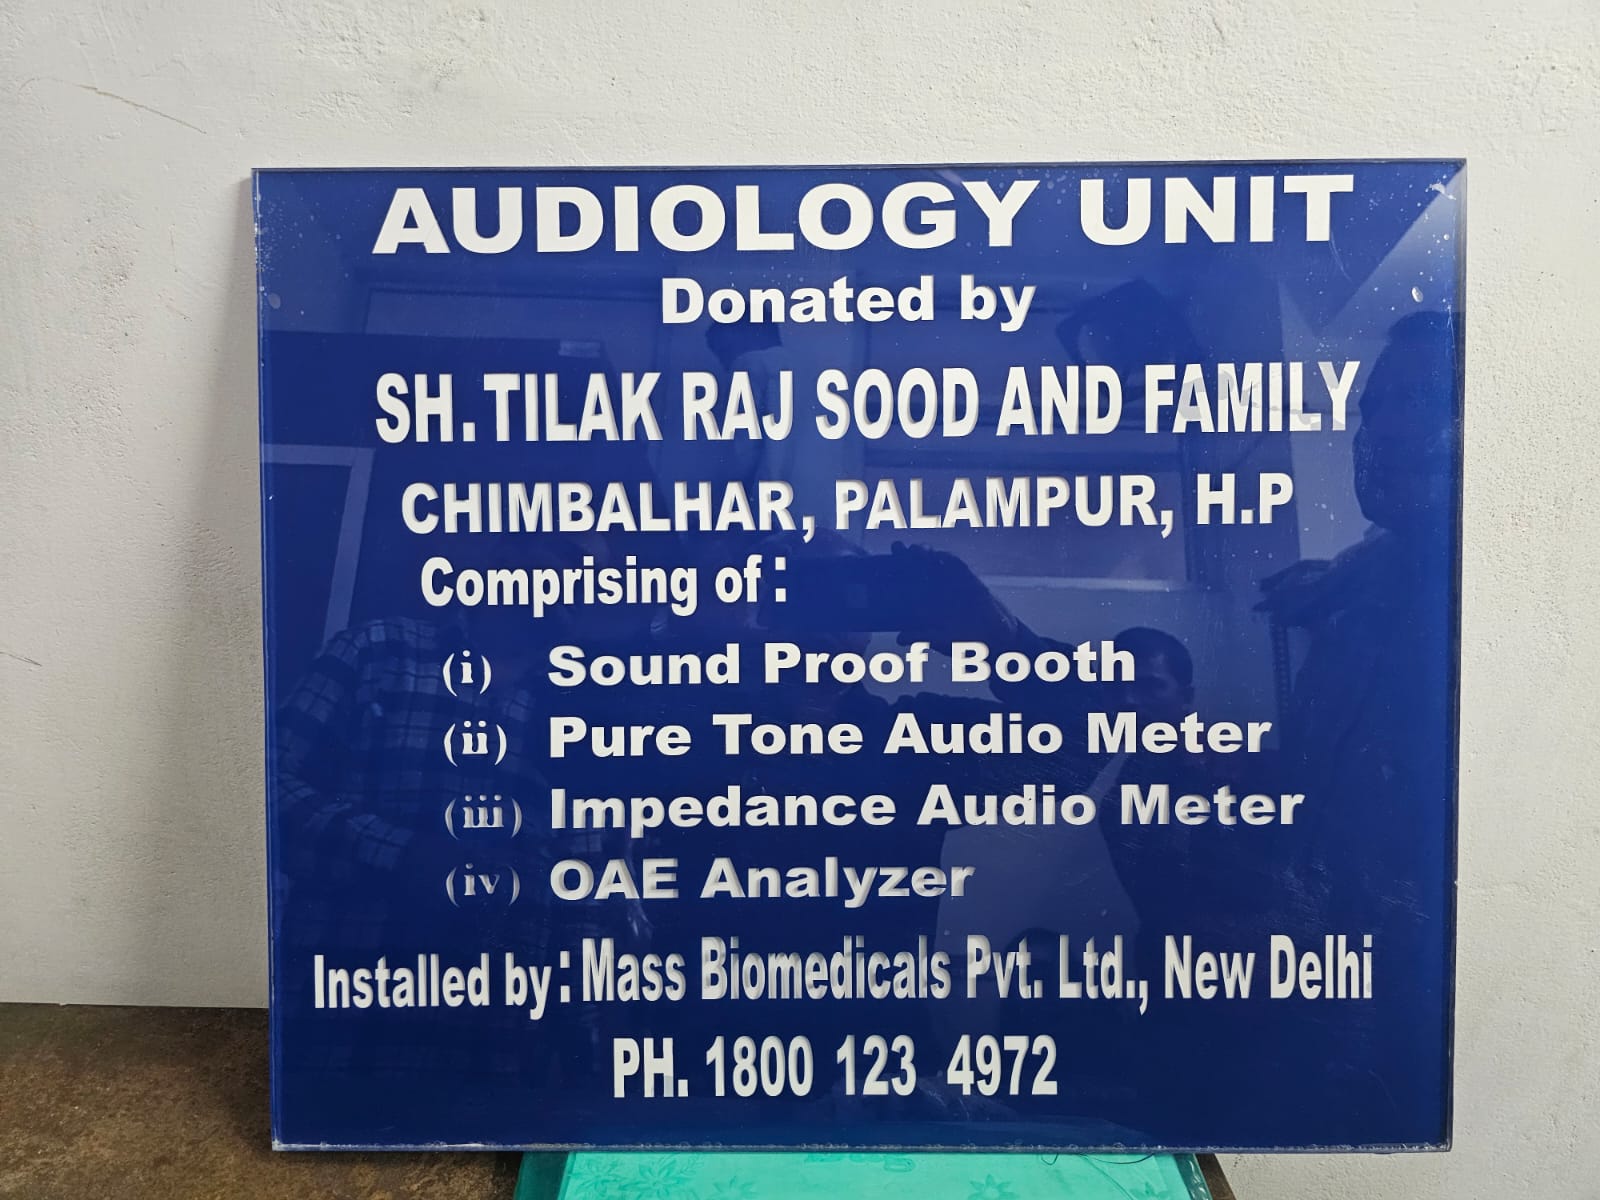 AUDIOLOGY UNIT
Donated by
SH. TILAK RAJ SOOD AND FAMILY
CHIMBALHAR, PALAMPUR, H.P
Comprising of :
(i) Sound Proof Booth
(ii) Pure Tone Audio Meter
(iii) Impedance Audio Meter
(iv) OAE Analyzer
Installed by : Mass Biomedicals Pvt. Ltd., New Delhi
PH. 1800 123 4972